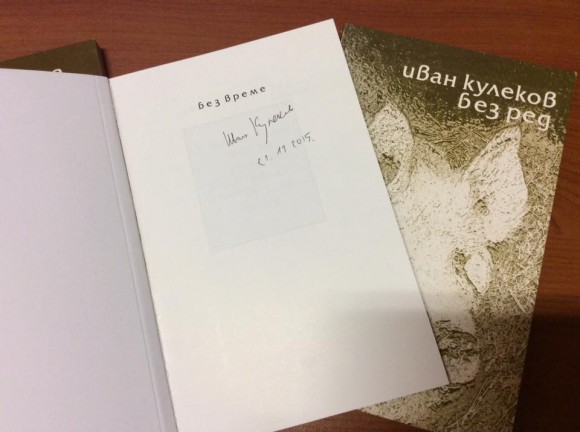 без време
Иван Кулеков
21.11.2015.
иван кулеков
без ред